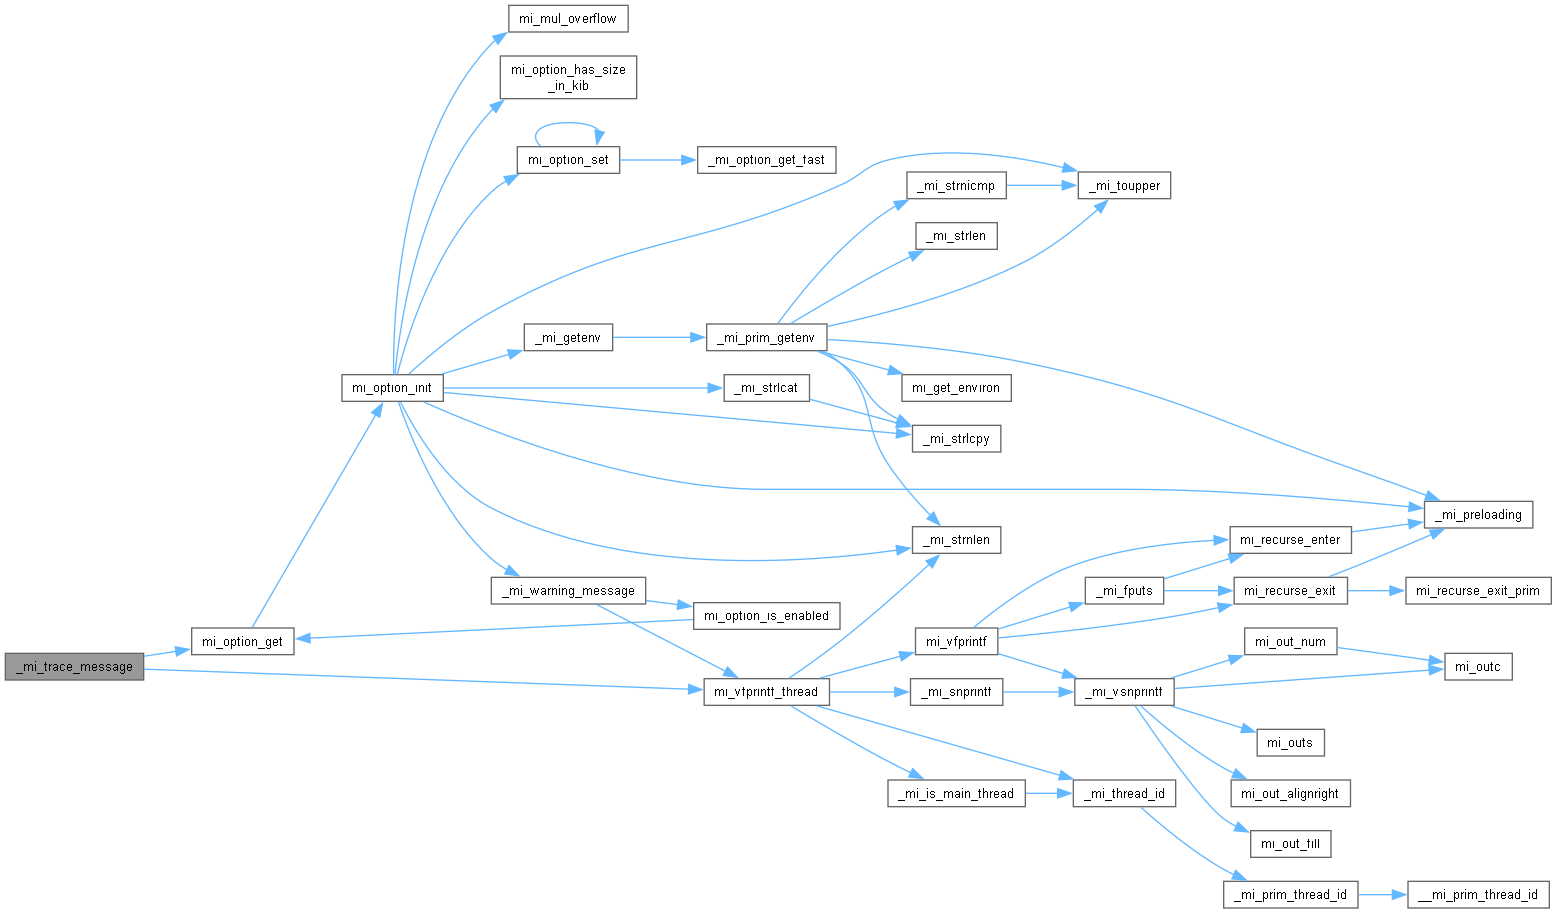 mi_mul_overflow
mi_option_has_size
_in_kib
mi_option_set
_mi_option_get_fast
_mi_strnicmp
_mi_toupper
_mi_strlen
_mi_getenv
_mi_prim_getenv
mi_option_init
_mi_strlcat
mi_get_environ
_mi_strlcpy
_mi_preloading
_mi_strnlen
mi_recurse_enter
_mi_warning_message
_mi_fputs
mi_recurse_exit
mi_recurse_exit_prim
mi_option_is_enabled
mi_option_get
mi_vfprintf
mi_out_num
_mi_trace_message
mi_outc
mi_vfprintf_thread
_mi_snprintf
_mi_vsnprintf
mi_outs
_mi_is_main_thread
_mi_thread_id
mi_out_alignright
mi_out_fill
_mi_prim_thread_id
__mi_prim_thread_id